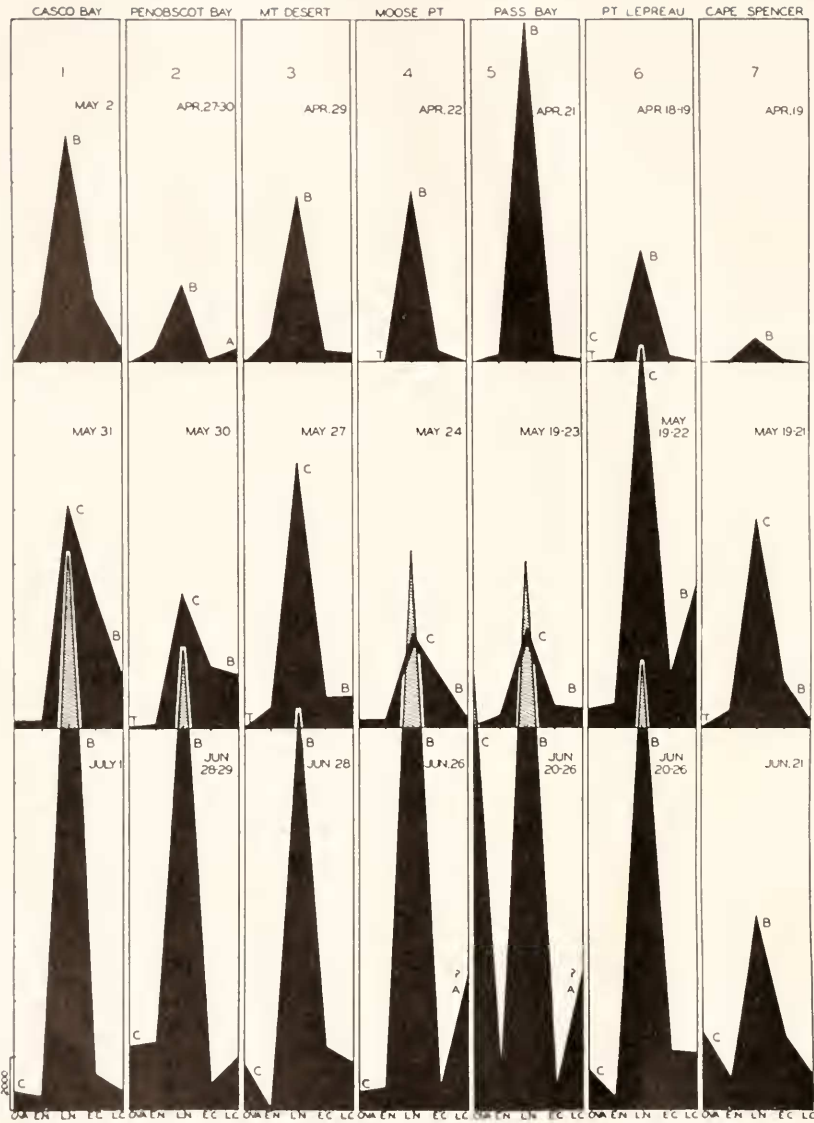 CASCO BAY PENOBSCOT BAY MT DESERT MOOSE PT PASS BAY PT LEPREAU CAPE SPENCER
1 2 3 4 5 6 7
MAY 2 APR. 27-30 APR. 29 APR. 22 APR. 21 APR 18-19 APR. 19
B B B B B B B
A T C T
MAY 31 MAY 30 MAY 27 MAY 24 MAY 19-23 MAY 19-22 MAY 19-21
C C C C C C C
B B B B B B B
T T T
JULY 1 JUN 28-29 JUN 28 JUN. 26 JUN 20-26 JUN 20-26 JUN. 21
B B B B B B B
C ? A C ? A
C C C C C C
2000
OVA EN LN EC LC OVA EN LN EC LC OVA EN LN EC LC OVA EN LN EC LC OVA EN LN EC LC OVA EN LN EC LC OVA EN LN EC LC